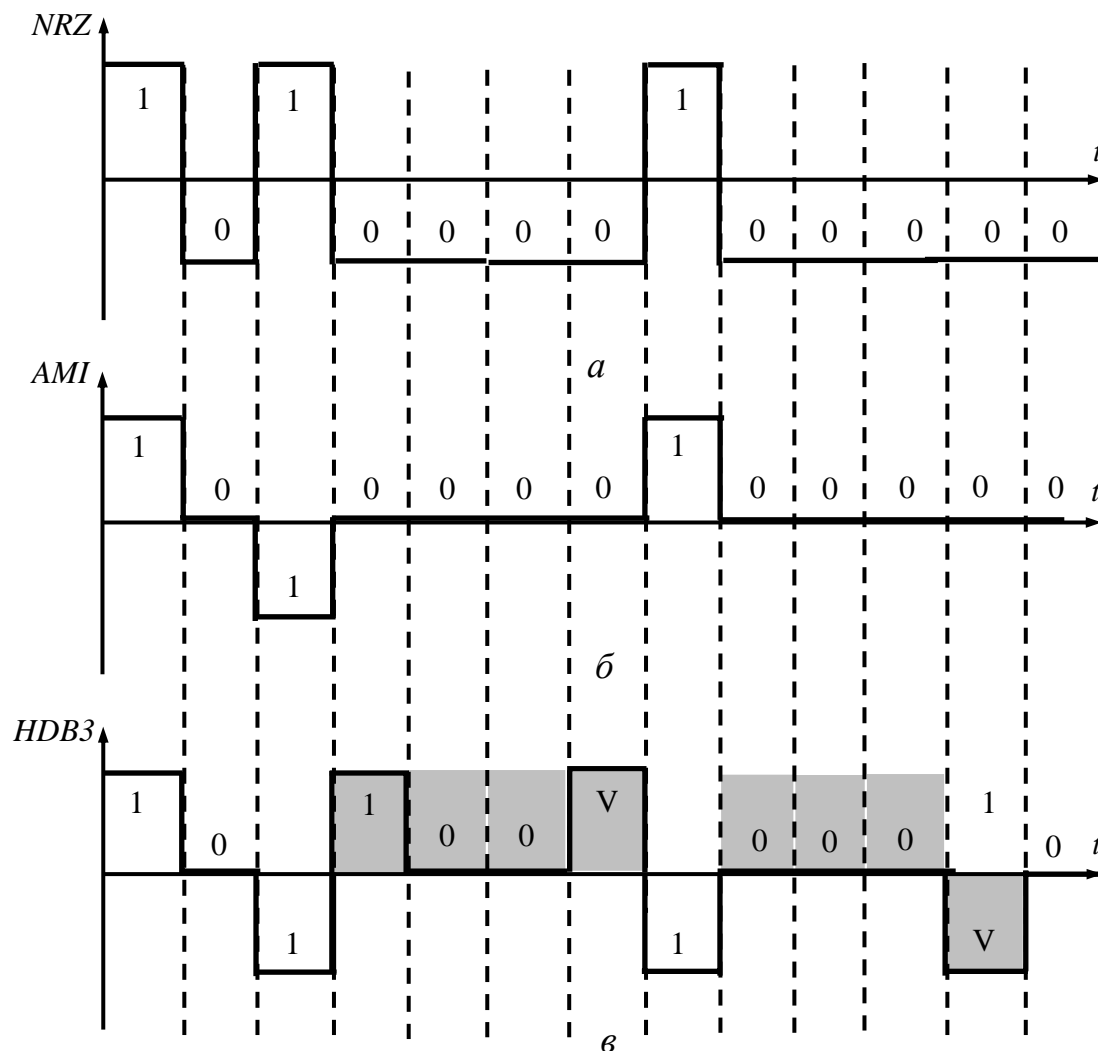 NRZ
1 1 1
t
0 0 0 0 0 0 0 0 0 0
а
AMI
1 1
0 0 0 0 0 0 0 0 0 0 t
1
б
HDB3
1 1 V 1
0 0 0 0 0 0 0 t
1 1 V
в